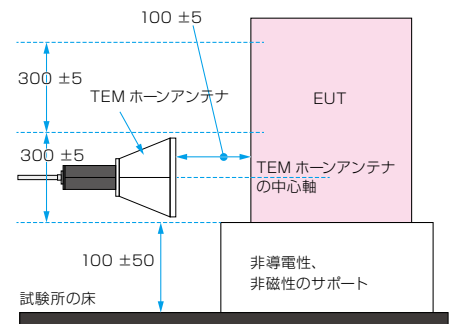 100 ±5
300 ±5
TEM ホーンアンテナ
EUT
300 ±5
TEM ホーンアンテナ
の中心軸
100 ±50
非導電性、
非磁性のサポート
試験所の床